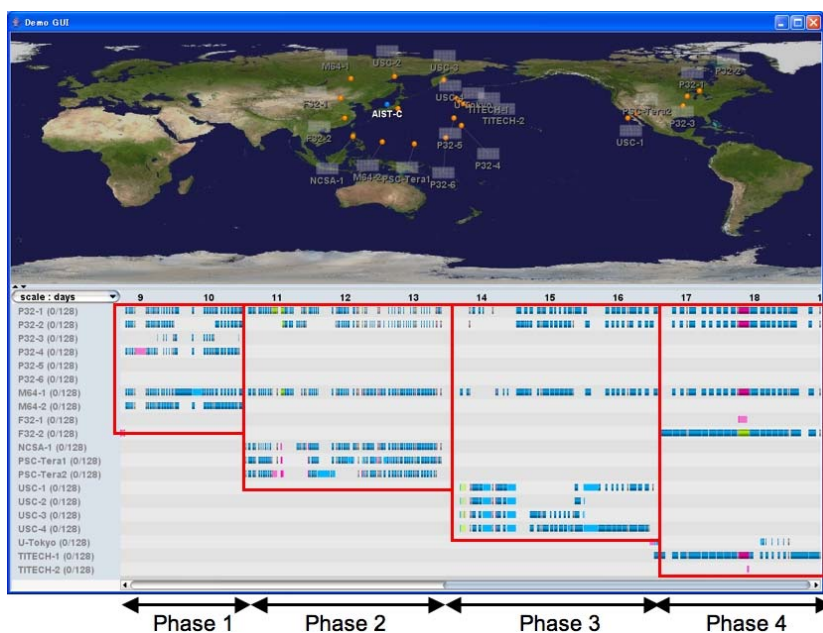 Demo GUI
M64-1
USC-2
USC-3
P32-2
P32-1
F32-1
AIST-C
USC-4
U-Tokyo
TITECH-1
TITECH-2
PSC-Tera2
P32-3
F32-2
P32-5
USC-1
NCSA-1
M64-2
PSC-Tera1
P32-6
P32-4
scale : days 9 10 11 12 13 14 15 16 17 18 1
P32-1 (0/128)
P32-2 (0/128)
P32-3 (0/128)
P32-4 (0/128)
P32-5 (0/128)
P32-6 (0/128)
M64-1 (0/128)
M64-2 (0/128)
F32-1 (0/128)
F32-2 (0/128)
NCSA-1 (0/128)
PSC-Tera1 (0/128)
PSC-Tera2 (0/128)
USC-1 (0/128)
USC-2 (0/128)
USC-3 (0/128)
USC-4 (0/128)
U-Tokyo (0/128)
TITECH-1 (0/128)
TITECH-2 (0/128)
Phase 1 Phase 2 Phase 3 Phase 4